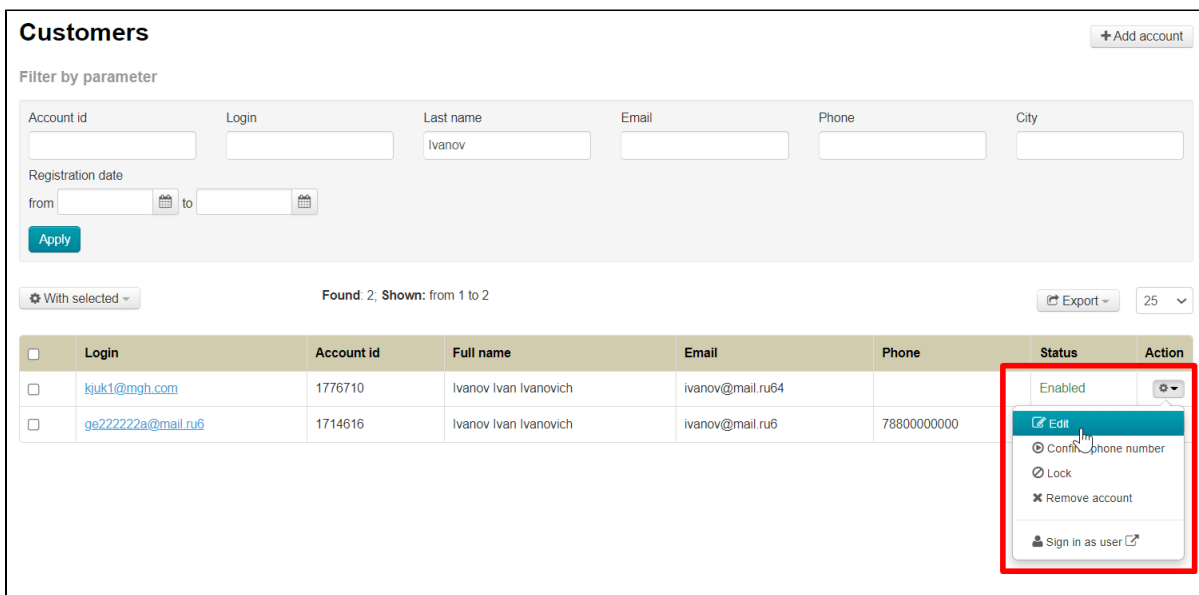 Customers
+ Add account
Filter by parameter
Account id Login Last name Email Phone City
Ivanov
Registration date
from to
Apply
With selected Found: 2; Shown: from 1 to 2 Export 25
Login Account id Full name Email Phone Status Action
kjuk1@mgh.com 1776710 Ivanov Ivan Ivanovich ivanov@mail.ru64 Enabled
ge222222a@mail.ru6 1714616 Ivanov Ivan Ivanovich ivanov@mail.ru6 78800000000
Edit
Confirm phone number
Lock
Remove account
Sign in as user